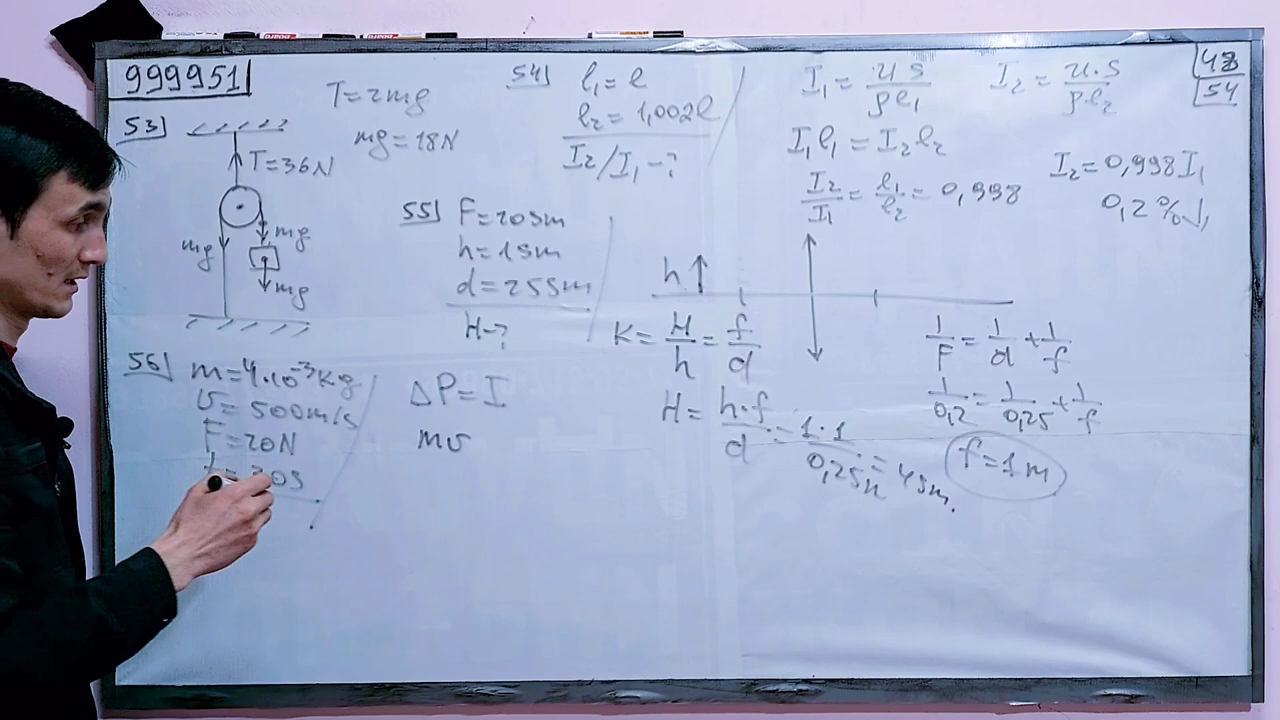 999951
48
54
53)
T=2mg
mg=18N
T=36N
mg
mg
mg
54)
l₁=l
l₂=1,002l
I₂/I₁-?
I₁ = U S / ρl₁
I₂ = U·S / ρl₂
I₁l₁=I₂l₂
I₂/I₁ = l₁/l₂ = 0,998
I₂=0,998I₁
0,2%↓
55)
F=20sm
h=1sm
d=25sm
H-?
h↑
K= H/h = f/d
H= h·f/d = 1·1/0,25 = 4sm.
1/F = 1/d + 1/f
1/0,2 = 1/0,25 + 1/f
f=1m
56)
m=4·10⁻³kg
υ=500m/s
F=20N
ΔP=I
mυ